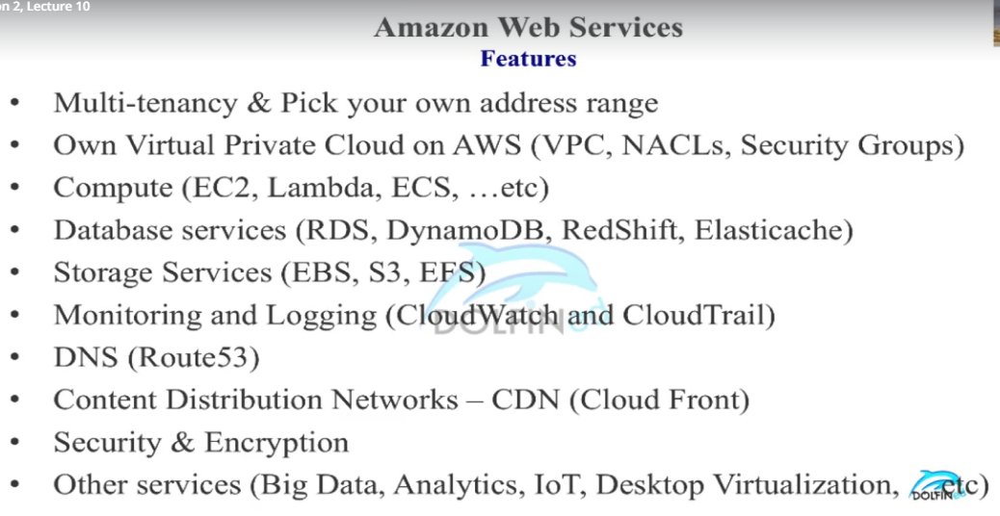 n 2, Lecture 10
Amazon Web Services
Features
• Multi-tenancy & Pick your own address range
• Own Virtual Private Cloud on AWS (VPC, NACLs, Security Groups)
• Compute (EC2, Lambda, ECS, …etc)
• Database services (RDS, DynamoDB, RedShift, Elasticache)
• Storage Services (EBS, S3, EFS)
• Monitoring and Logging (CloudWatch and CloudTrail)
DOLFINed
• DNS (Route53)
• Content Distribution Networks – CDN (Cloud Front)
• Security & Encryption
• Other services (Big Data, Analytics, IoT, Desktop Virtualization, etc)
DOLFINed